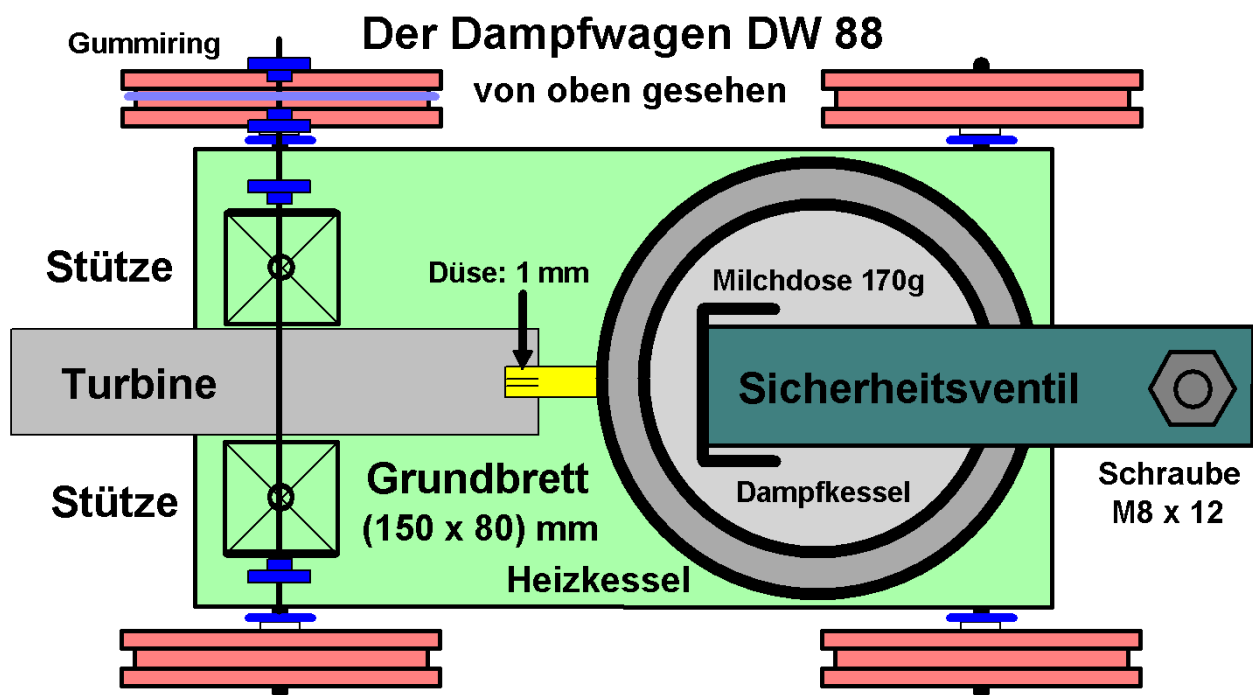 Der Dampfwagen DW 88
Gummiring
von oben gesehen
Stütze
Düse: 1 mm
Milchdose 170g
Turbine
Sicherheitsventil
Stütze
Grundbrett
(150 x 80) mm
Dampfkessel
Schraube
M8 x 12
Heizkessel